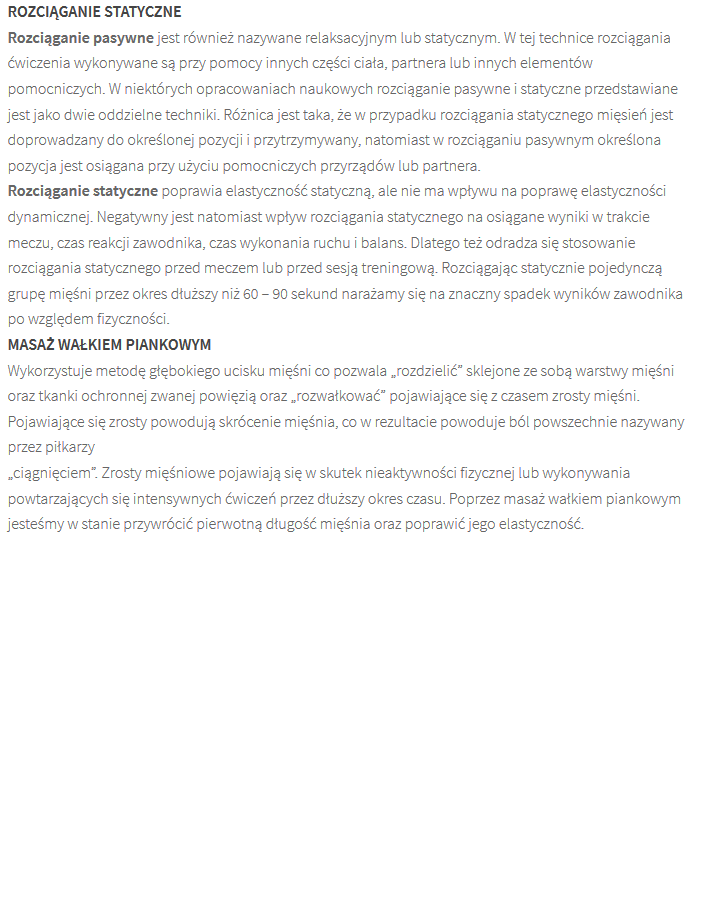 ROZCIĄGANIE STATYCZNE
Rozciąganie pasywne jest również nazywane relaksacyjnym lub statycznym. W tej technice rozciągania
ćwiczenia wykonywane są przy pomocy innych części ciała, partnera lub innych elementów
pomocniczych. W niektórych opracowaniach naukowych rozciąganie pasywne i statyczne przedstawiane
jest jako dwie oddzielne techniki. Różnica jest taka, że w przypadku rozciągania statycznego mięsień jest
doprowadzany do określonej pozycji i przytrzymywany, natomiast w rozciąganiu pasywnym określona
pozycja jest osiągana przy użyciu pomocniczych przyrządów lub partnera.
Rozciąganie statyczne poprawia elastyczność statyczną, ale nie ma wpływu na poprawę elastyczności
dynamicznej. Negatywny jest natomiast wpływ rozciągania statycznego na osiągane wyniki w trakcie
meczu, czas reakcji zawodnika, czas wykonania ruchu i balans. Dlatego też odradza się stosowanie
rozciągania statycznego przed meczem lub przed sesją treningową. Rozciągając statycznie pojedynczą
grupę mięśni przez okres dłuższy niż 60 – 90 sekund narażamy się na znaczny spadek wyników zawodnika
po względem fizyczności.
MASAŻ WAŁKIEM PIANKOWYM
Wykorzystuje metodę głębokiego ucisku mięśni co pozwala „rozdzielić” sklejone ze sobą warstwy mięśni
oraz tkanki ochronnej zwanej powięzią oraz „rozwałkować” pojawiające się z czasem zrosty mięśni.
Pojawiające się zrosty powodują skrócenie mięśnia, co w rezultacie powoduje ból powszechnie nazywany
przez piłkarzy
„ciągnięciem”. Zrosty mięśniowe pojawiają się w skutek nieaktywności fizycznej lub wykonywania
powtarzających się intensywnych ćwiczeń przez dłuższy okres czasu. Poprzez masaż wałkiem piankowym
jesteśmy w stanie przywrócić pierwotną długość mięśnia oraz poprawić jego elastyczność.